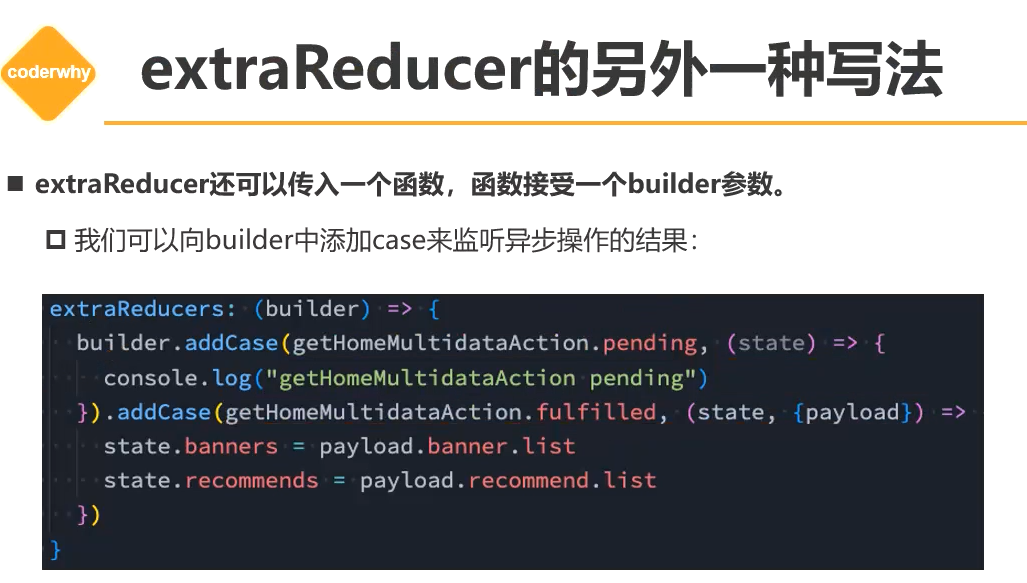 coderwhy
extraReducer的另外一种写法
extraReducer还可以传入一个函数，函数接受一个builder参数。
我们可以向builder中添加case来监听异步操作的结果：
extraReducers: (builder) => {
  builder.addCase(getHomeMultidataAction.pending, (state) => {
    console.log("getHomeMultidataAction pending")
  }).addCase(getHomeMultidataAction.fulfilled, (state, {payload}) =>
    state.banners = payload.banner.list
    state.recommends = payload.recommend.list
  })
}